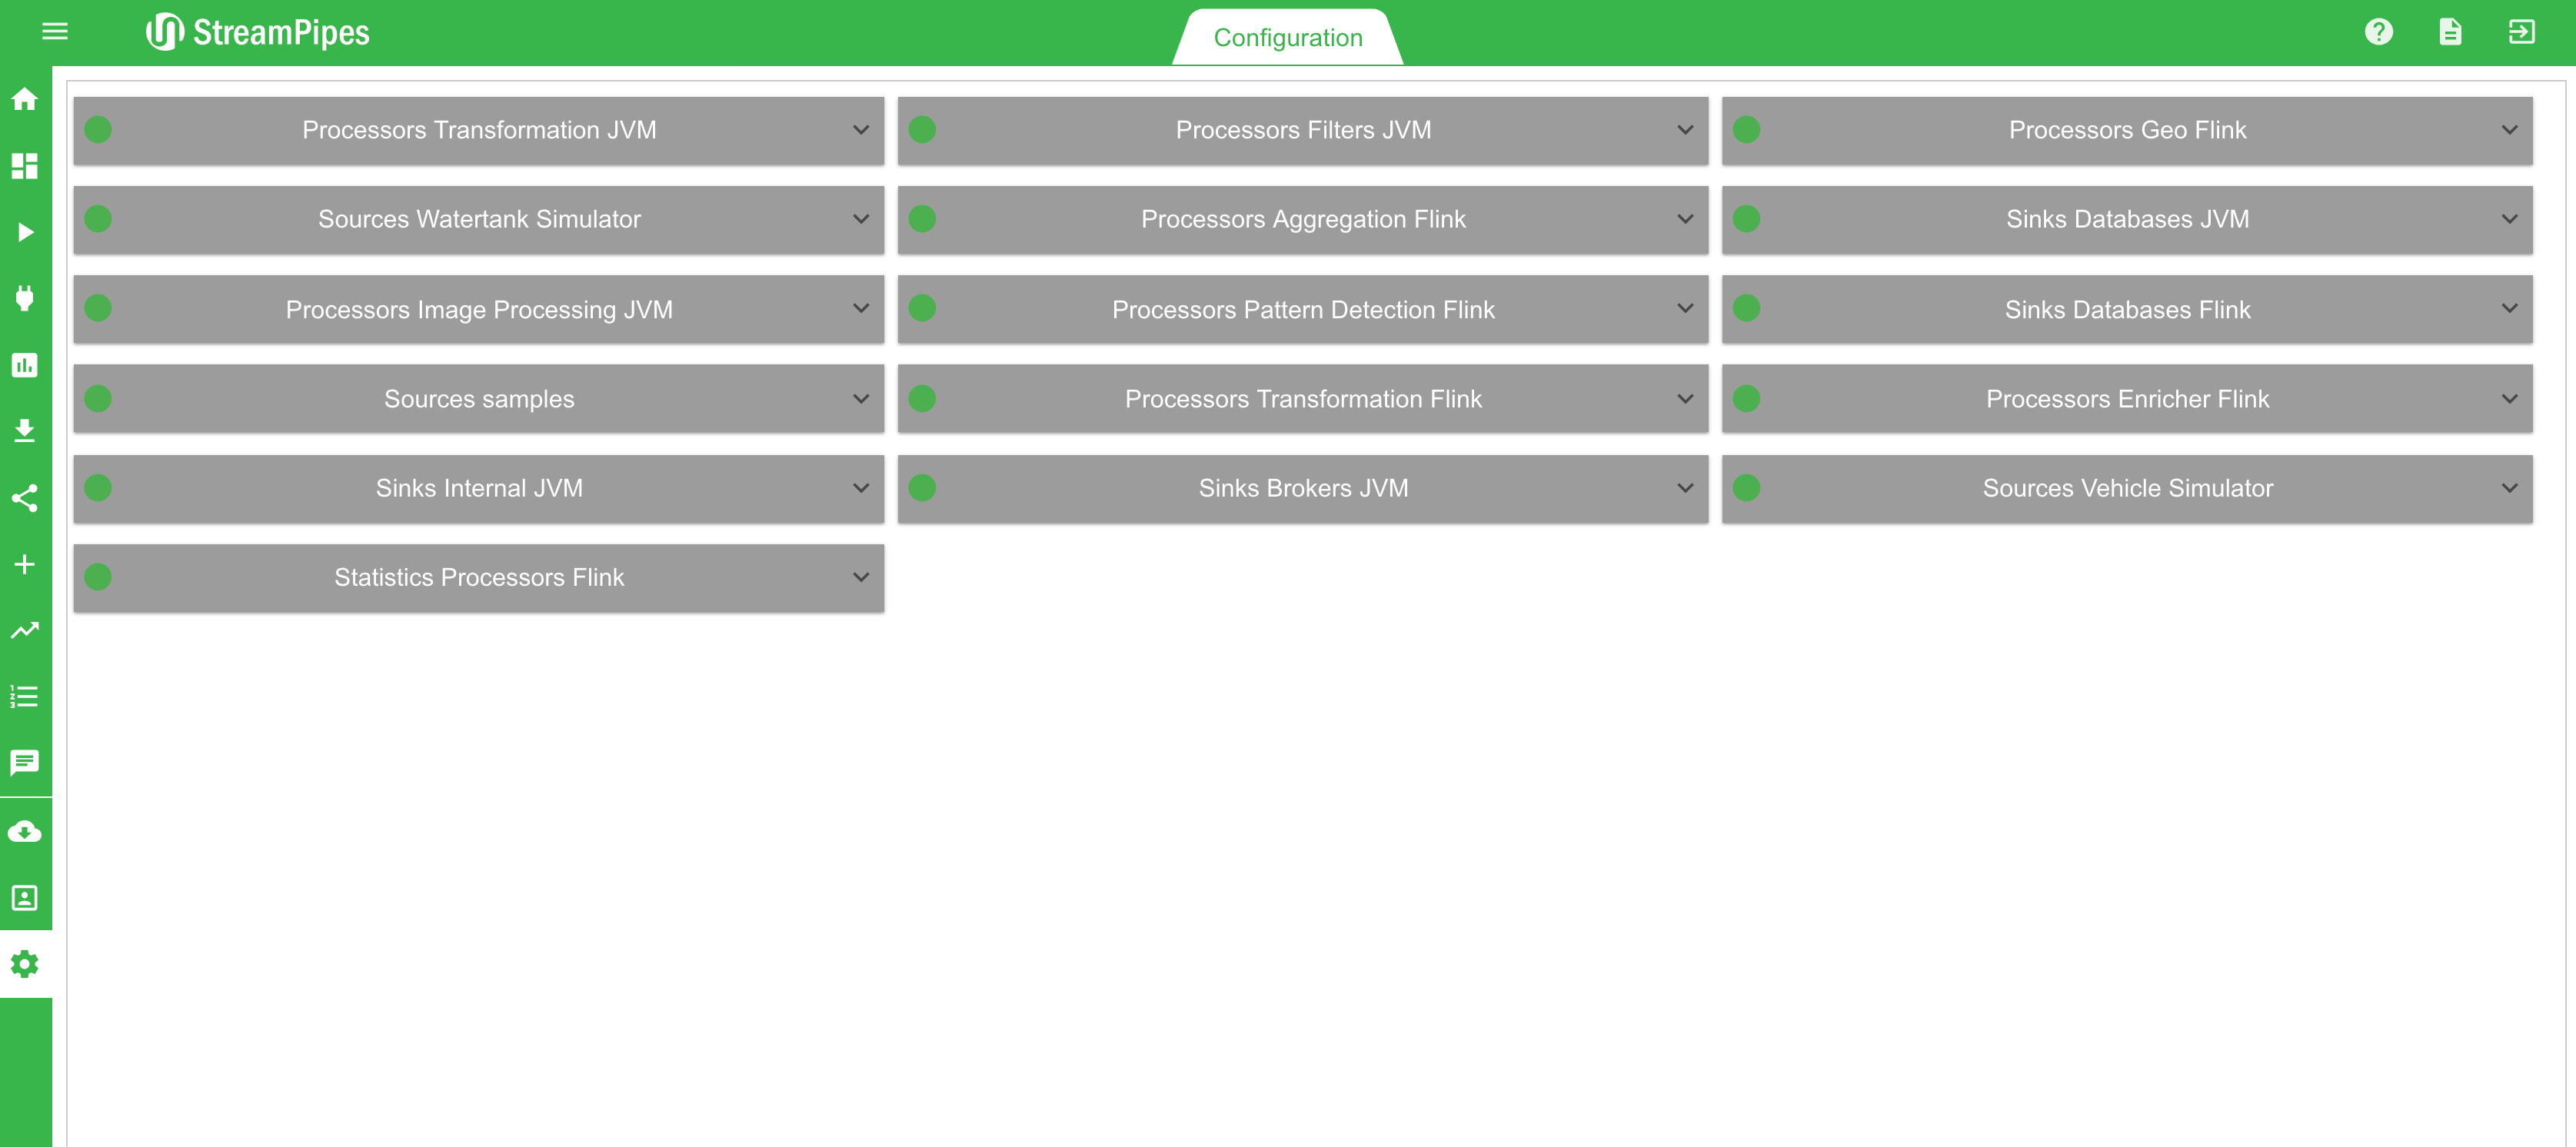 StreamPipes
Configuration
Processors Transformation JVM
Processors Filters JVM
Processors Geo Flink
Sources Watertank Simulator
Processors Aggregation Flink
Sinks Databases JVM
Processors Image Processing JVM
Processors Pattern Detection Flink
Sinks Databases Flink
Sources samples
Processors Transformation Flink
Processors Enricher Flink
Sinks Internal JVM
Sinks Brokers JVM
Sources Vehicle Simulator
Statistics Processors Flink